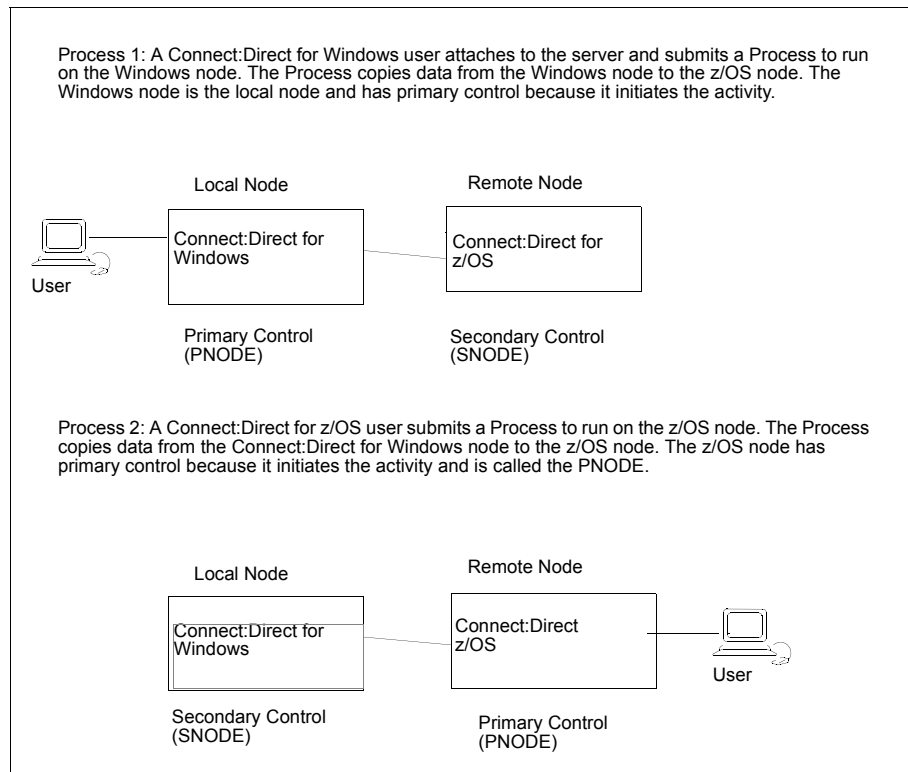 Process 1: A Connect:Direct for Windows user attaches to the server and submits a Process to run
on the Windows node. The Process copies data from the Windows node to the z/OS node. The
Windows node is the local node and has primary control because it initiates the activity.
Local Node
Remote Node
Connect:Direct for
Windows
Connect:Direct for
z/OS
User
Primary Control
(PNODE)
Secondary Control
(SNODE)
Process 2: A Connect:Direct for z/OS user submits a Process to run on the z/OS node. The Process
copies data from the Connect:Direct for Windows node to the z/OS node. The z/OS node has
primary control because it initiates the activity and is called the PNODE.
Local Node
Remote Node
Connect:Direct for
Windows
Connect:Direct
z/OS
User
Secondary Control
(SNODE)
Primary Control
(PNODE)